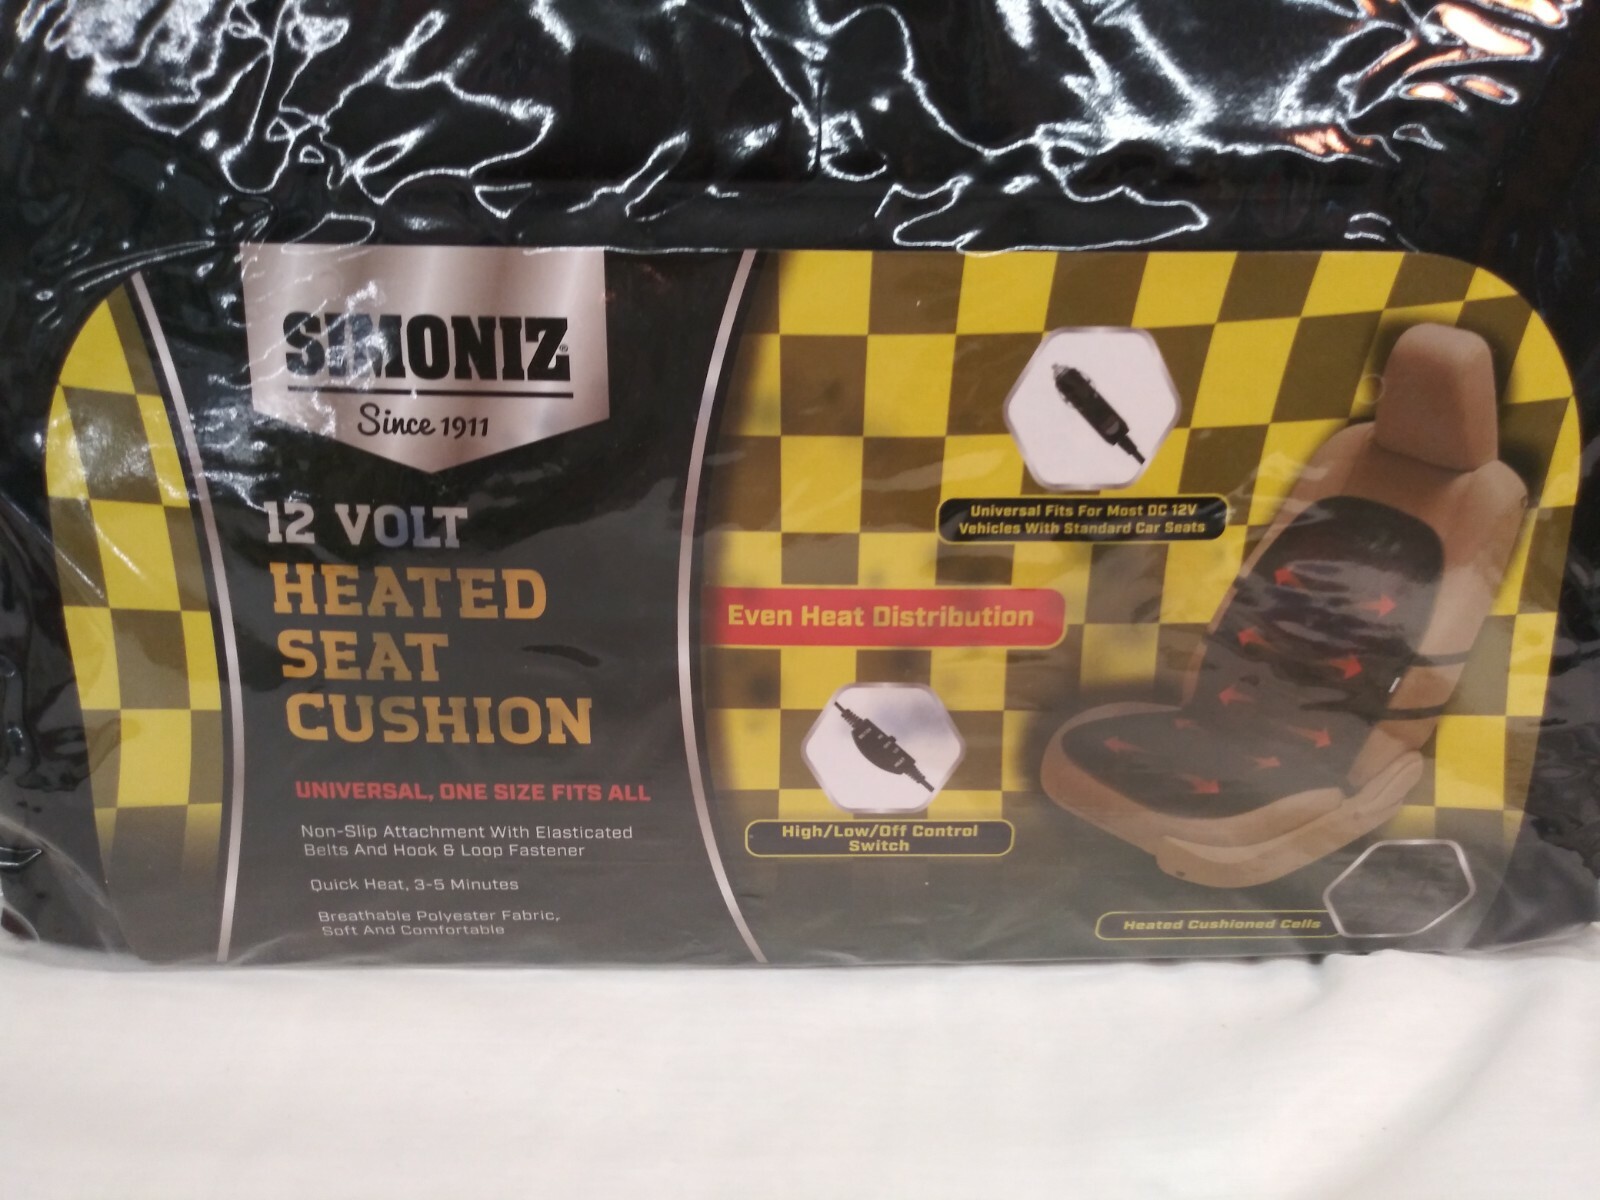 SIMONIZ®
Since 1911
12 VOLT
HEATED
SEAT
CUSHION
UNIVERSAL, ONE SIZE FITS ALL
Non-Slip Attachment With Elasticated
Belts And Hook & Loop Fastener
Quick Heat, 3-5 Minutes
Breathable Polyester Fabric,
Soft And Comfortable
Universal Fits For Most DC 12V
Vehicles With Standard Car Seats
Even Heat Distribution
High/Low/Off Control
Switch
Heated Cushioned Cells